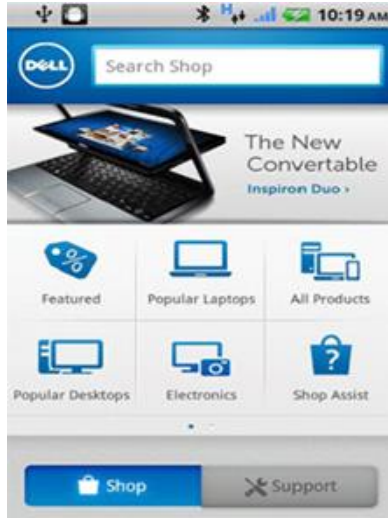 H 10:19 AM
DELL Search Shop
The New
Convertable
Inspiron Duo ›
%
Featured Popular Laptops All Products
?
Popular Desktops Electronics Shop Assist
Shop Support